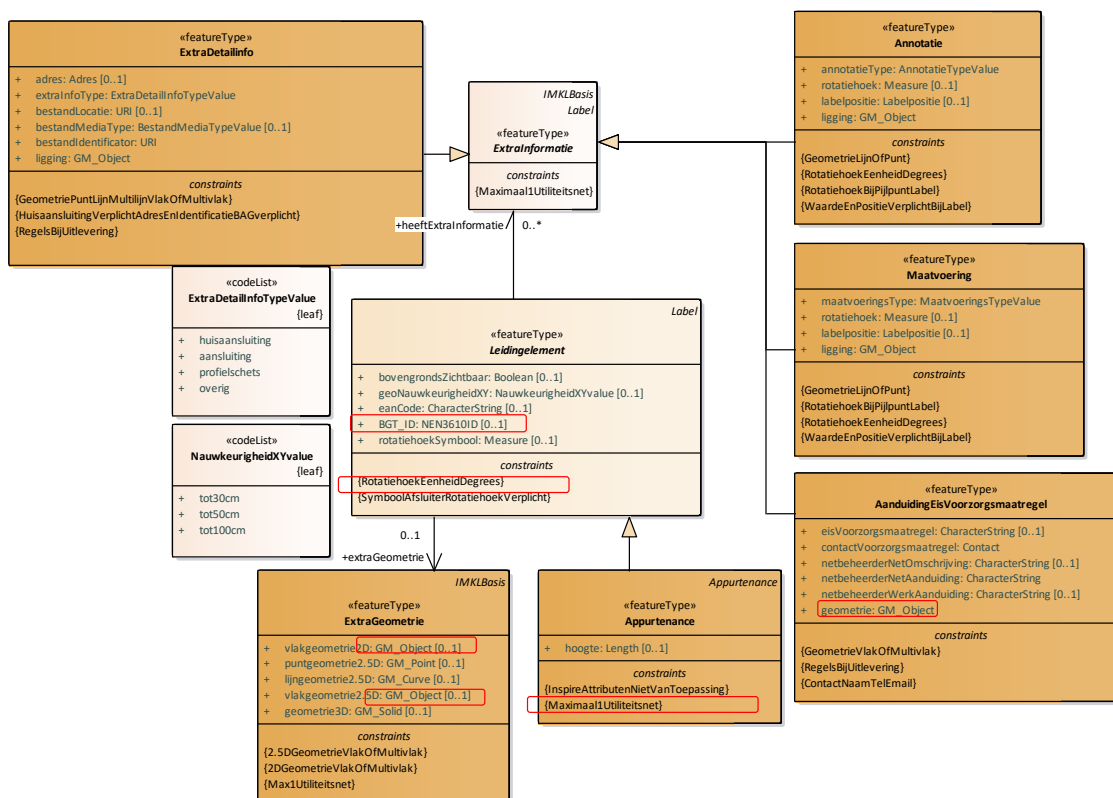 «featureType»
ExtraDetailinfo
+ adres: Adres [0..1]
+ extraInfoType: ExtraDetailInfoTypeValue
+ bestandLocatie: URI [0..1]
+ bestandMediaType: BestandMediaTypeValue [0..1]
+ bestandIdentificator: URI
+ ligging: GM_Object
constraints
{GeometriePuntLijnMultilijnVlakOfMultivlak}
{HuisaansluitingVerplichtAdresEnIdentificatieBAGverplicht}
{RegelsBijUitlevering}
IMKLBasis
Label
«featureType»
ExtraInformatie
constraints
{Maximaal1Utiliteitsnet}
+heeftExtraInformatie
0..*
«featureType»
Annotatie
+ annotatieType: AnnotatieTypeValue
+ rotatiehoek: Measure [0..1]
+ labelpositie: Labelpositie [0..1]
+ ligging: GM_Object
constraints
{GeometrieLijnOfPunt}
{RotatiehoekEenheidDegrees}
{RotatiehoekBijPijlpuntLabel}
{WaardeEnPositieVerplichtBijLabel}
«codeList»
ExtraDetailInfoTypeValue
{leaf}
+ huisaansluiting
+ aansluiting
+ profielschets
+ overig
Label
«featureType»
Leidingelement
+ bovengrondsZichtbaar: Boolean [0..1]
+ geoNauwkeurigheidXY: NauwkeurigheidXYvalue [0..1]
+ eanCode: CharacterString [0..1]
+ BGT_ID: NEN3610ID [0..1]
+ rotatiehoekSymbool: Measure [0..1]
constraints
{RotatiehoekEenheidDegrees}
{SymboolAfsluiterRotatiehoekVerplicht}
0..1
+extraGeometrie
«featureType»
Maatvoering
+ maatvoeringsType: MaatvoeringsTypeValue
+ rotatiehoek: Measure [0..1]
+ labelpositie: Labelpositie [0..1]
+ ligging: GM_Object
constraints
{GeometrieLijnOfPunt}
{RotatiehoekBijPijlpuntLabel}
{RotatiehoekEenheidDegrees}
{WaardeEnPositieVerplichtBijLabel}
«codeList»
NauwkeurigheidXYvalue
{leaf}
+ tot30cm
+ tot50cm
+ tot100cm
«featureType»
AanduidingEisVoorzorgsmaatregel
+ eisVoorzorgsmaatregel: CharacterString [0..1]
+ contactVoorzorgsmaatregel: Contact
+ netbeheerderNetOmschrijving: CharacterString [0..1]
+ netbeheerderNetAanduiding: CharacterString
+ netbeheerderWerkAanduiding: CharacterString [0..1]
+ geometrie: GM_Object
constraints
{GeometrieVlakOfMultivlak}
{RegelsBijUitlevering}
{ContactNaamTelEmail}
IMKLBasis
«featureType»
ExtraGeometrie
+ vlakgeometrie2D: GM_Object [0..1]
+ puntgeometrie2.5D: GM_Point [0..1]
+ lijngeometrie2.5D: GM_Curve [0..1]
+ vlakgeometrie2.5D: GM_Object [0..1]
+ geometrie3D: GM_Solid [0..1]
constraints
{2.5DGeometrieVlakOfMultivlak}
{2DGeometrieVlakOfMultivlak}
{Max1Utiliteitsnet}
Appurtenance
«featureType»
Appurtenance
+ hoogte: Length [0..1]
constraints
{InspireAttributenNietVanToepassing}
{Maximaal1Utiliteitsnet}